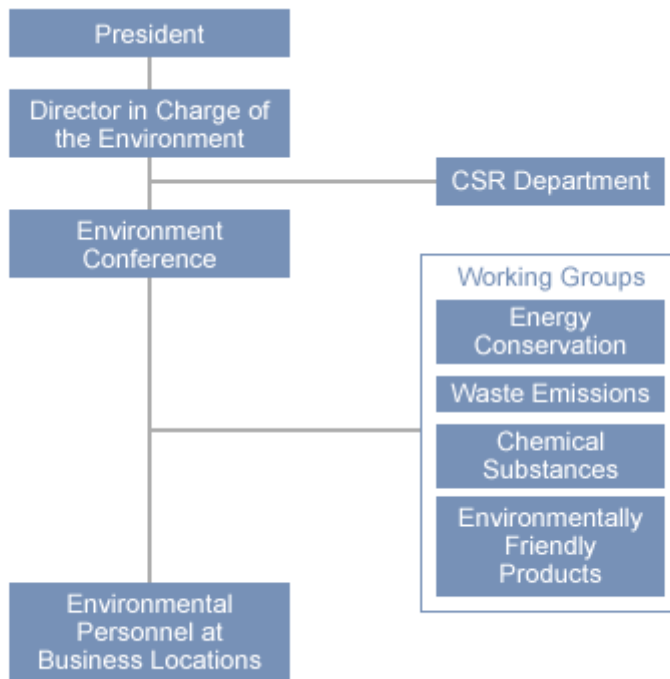 President
Director in Charge of
the Environment
CSR Department
Environment
Conference
Working Groups
Energy
Conservation
Waste Emissions
Chemical
Substances
Environmentally
Friendly
Products
Environmental
Personnel at
Business Locations